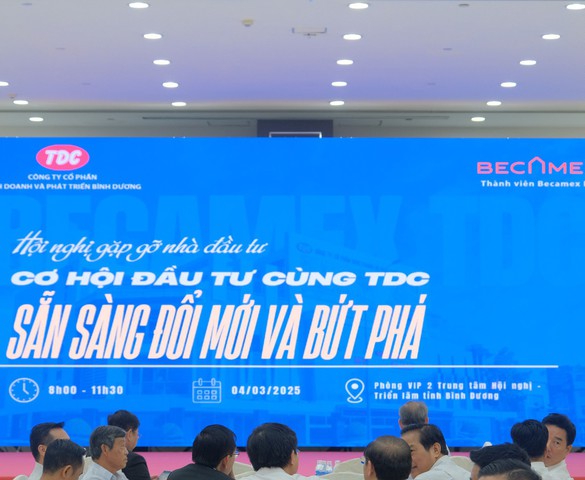 TDC
CÔNG TY CỔ PHẦN
DOANH VÀ PHÁT TRIỂN BÌNH DƯƠNG
BECAME
Thành viên Becamex
BECAMEX TDC
Hội nghị gặp gỡ nhà đầu tư
CƠ HỘI ĐẦU TƯ CÙNG TDC
SẴN SÀNG ĐỔI MỚI VÀ BỨT PHÁ
8h00 - 11h30
04/03/2025
Phòng VIP 2 Trung tâm Hội nghị -
Triển lãm tỉnh Bình Dương